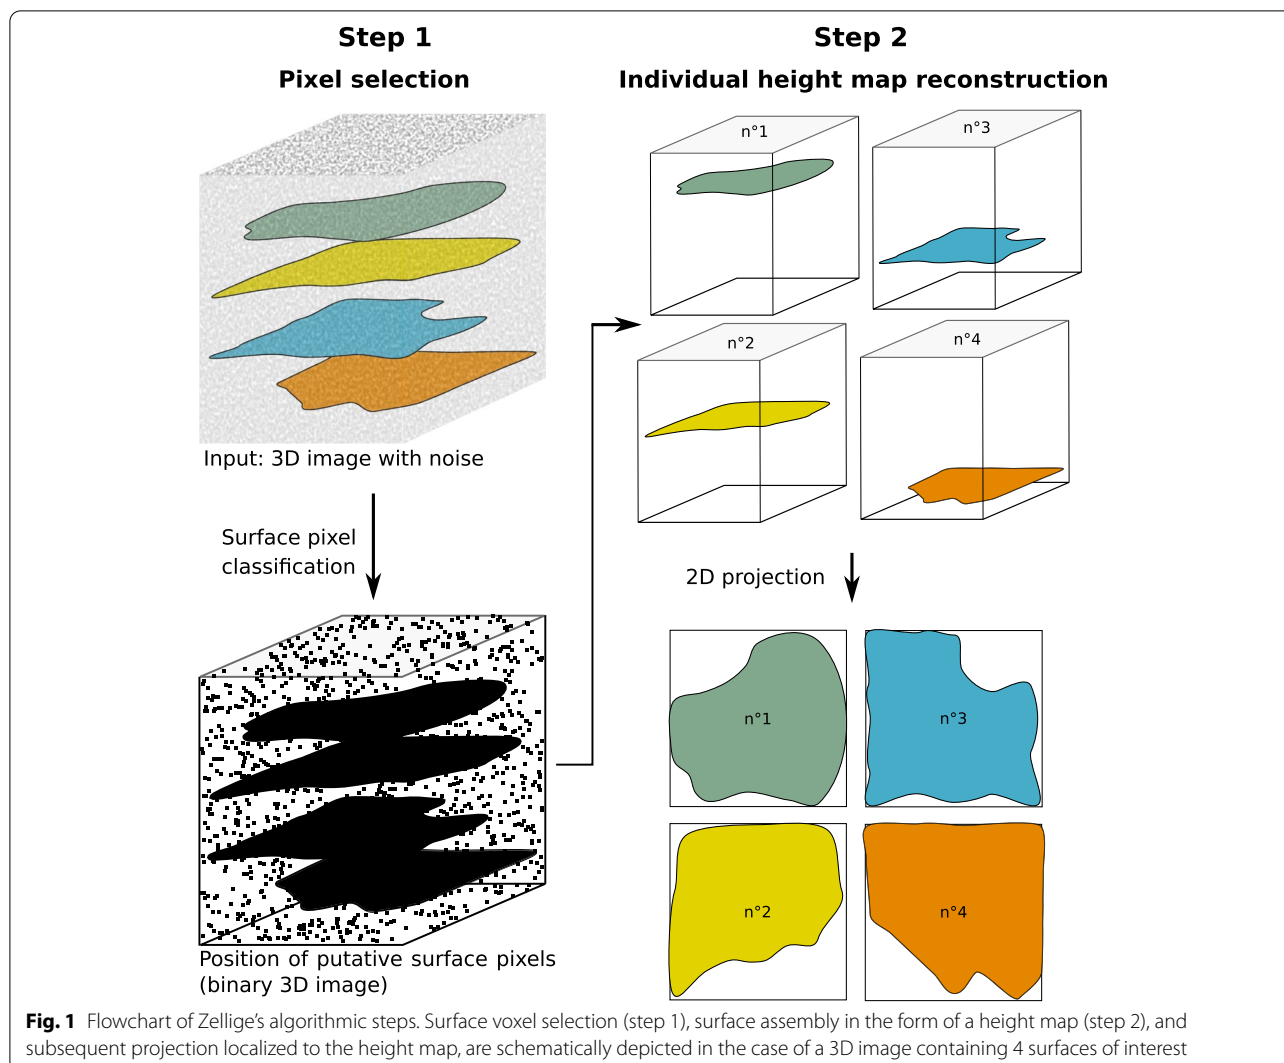 Step 1
Pixel selection
Input: 3D image with noise
Surface pixel
classification
Position of putative surface pixels
(binary 3D image)
Step 2
Individual height map reconstruction
n°1
n°3
n°2
n°4
2D projection
n°1
n°3
n°2
n°4
Fig. 1 Flowchart of Zellige’s algorithmic steps. Surface voxel selection (step 1), surface assembly in the form of a height map (step 2), and
subsequent projection localized to the height map, are schematically depicted in the case of a 3D image containing 4 surfaces of interest